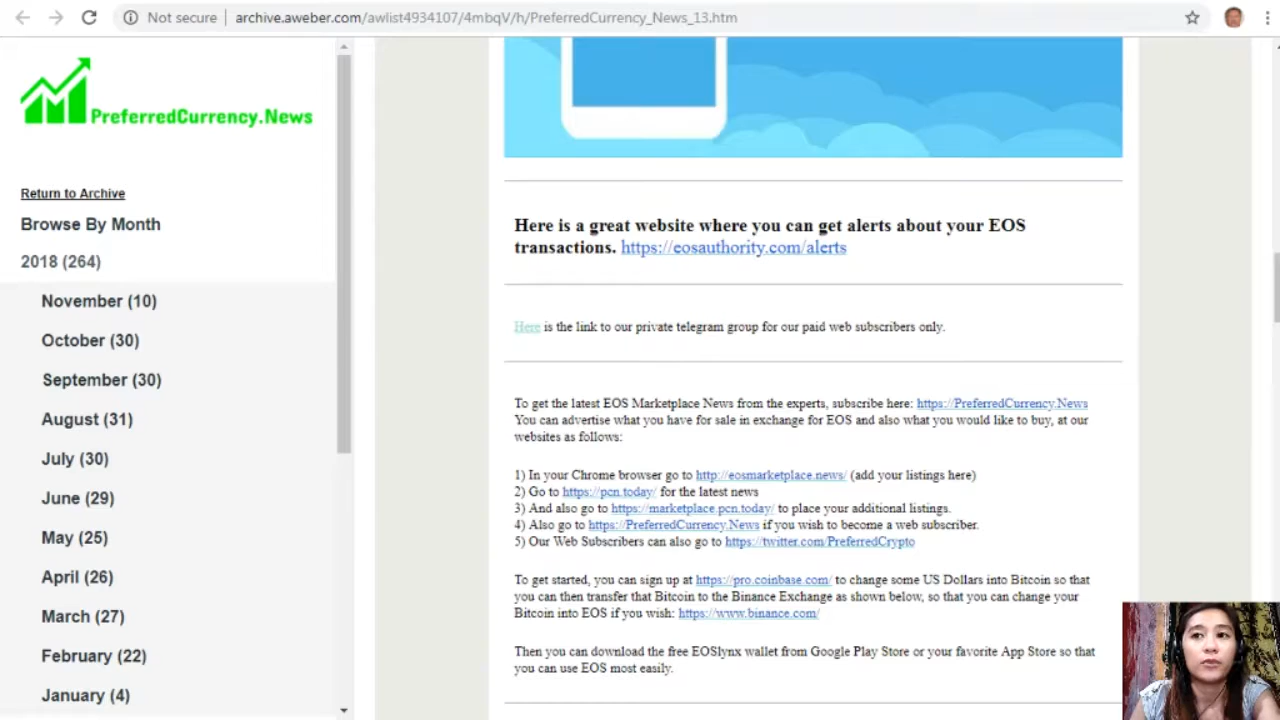 Not secure
archive.aweber.com/awlist4934107/4mbqV/h/PreferredCurrency_News_13.htm
PreferredCurrency.News
Return to Archive
Browse By Month
2018 (264)
November (10)
October (30)
September (30)
August (31)
July (30)
June (29)
May (25)
April (26)
March (27)
February (22)
January (4)
Here is a great website where you can get alerts about your EOS
transactions. https://eosauthority.com/alerts
Here is the link to our private telegram group for our paid web subscribers only.
To get the latest EOS Marketplace News from the experts, subscribe here: https://PreferredCurrency.News
You can advertise what you have for sale in exchange for EOS and also what you would like to buy, at our
websites as follows:
1) In your Chrome browser go to http://eosmarketplace.news/ (add your listings here)
2) Go to https://pcn.today/ for the latest news
3) And also go to https://marketplace.pcn.today/ to place your additional listings.
4) Also go to https://PreferredCurrency.News if you wish to become a web subscriber.
5) Our Web Subscribers can also go to https://twitter.com/PreferredCrypto
To get started, you can sign up at https://pro.coinbase.com/ to change some US Dollars into Bitcoin so that
you can then transfer that Bitcoin to the Binance Exchange as shown below, so that you can change your
Bitcoin into EOS if you wish: https://www.binance.com/
Then you can download the free EOSlynx wallet from Google Play Store or your favorite App Store so that
you can use EOS most easily.